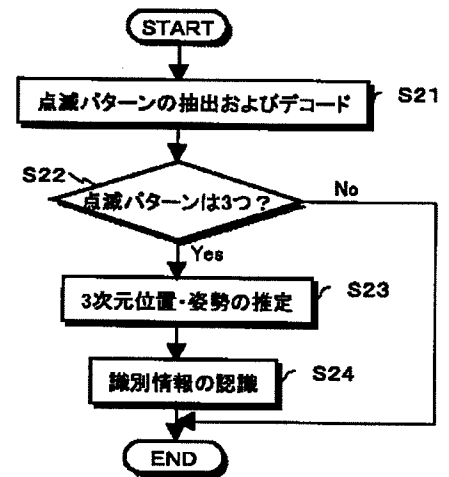 START
点滅パターンの抽出およびデコード
S21
S22
点滅パターンは3つ？
No
Yes
3次元位置・姿勢の推定
S23
識別情報の認識
S24
END